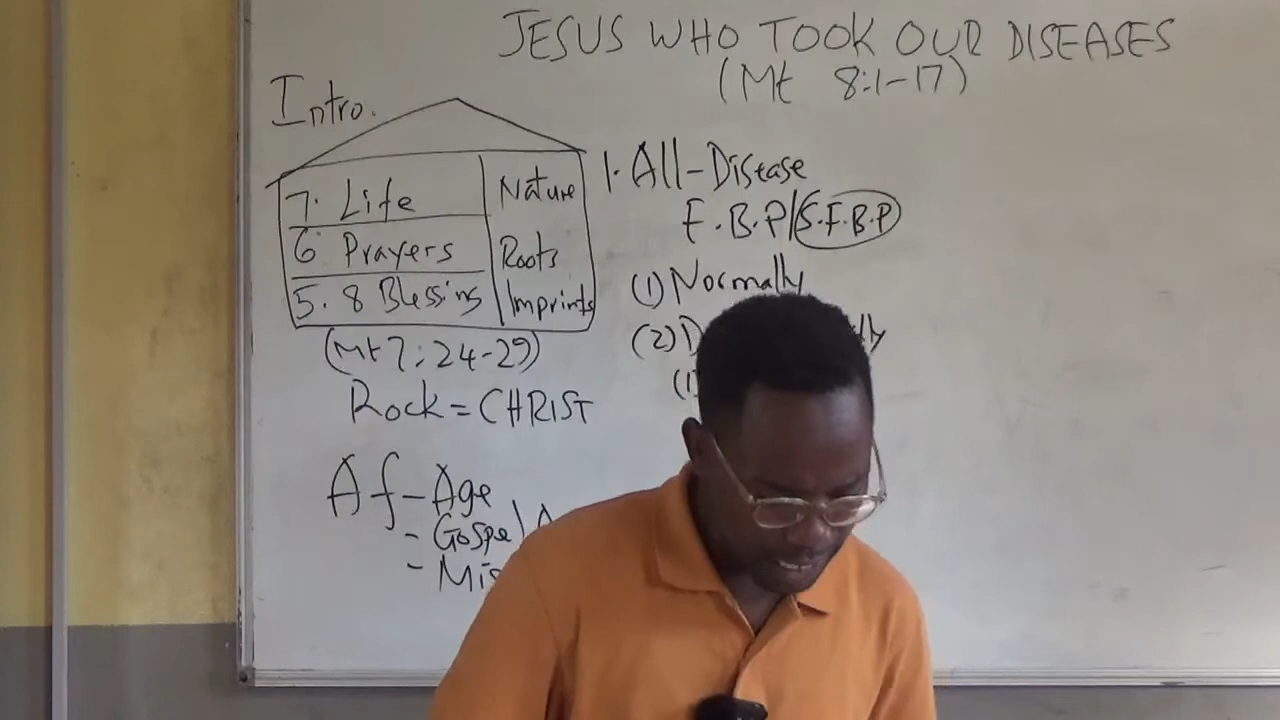 JESUS WHO TOOK OUR DISEASES
(Mt 8:1-17)
Intro.
7. Life Nature
6 Prayers Roots
5. 8 Blessings Imprints
(Mt 7:24-29)
Rock = CHRIST
Af-Age
- Gospel
-
1. All-Disease
F.B.P/S.F.B.P
(1) Normally
(2)
(1)